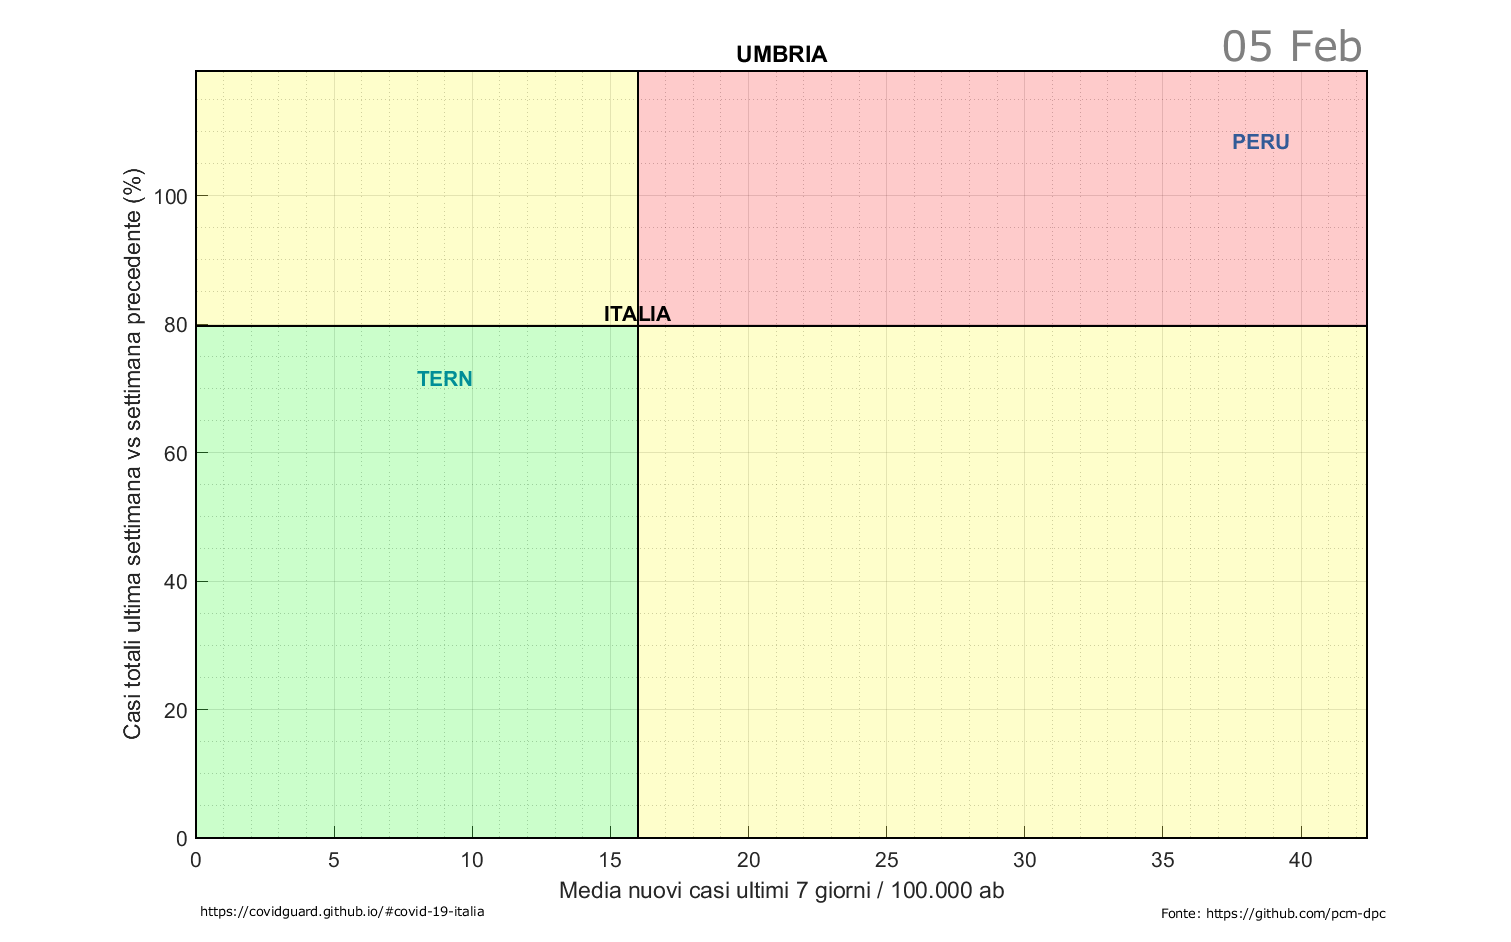 05 Feb
UMBRIA
PERU
ITALIA
TERN
Casi totali ultima settimana vs settimana precedente (%)
100
80
60
40
20
0
0 5 10 15 20 25 30 35 40
Media nuovi casi ultimi 7 giorni / 100.000 ab
https://covidguard.github.io/#covid-19-italia
Fonte: https://github.com/pcm-dpc